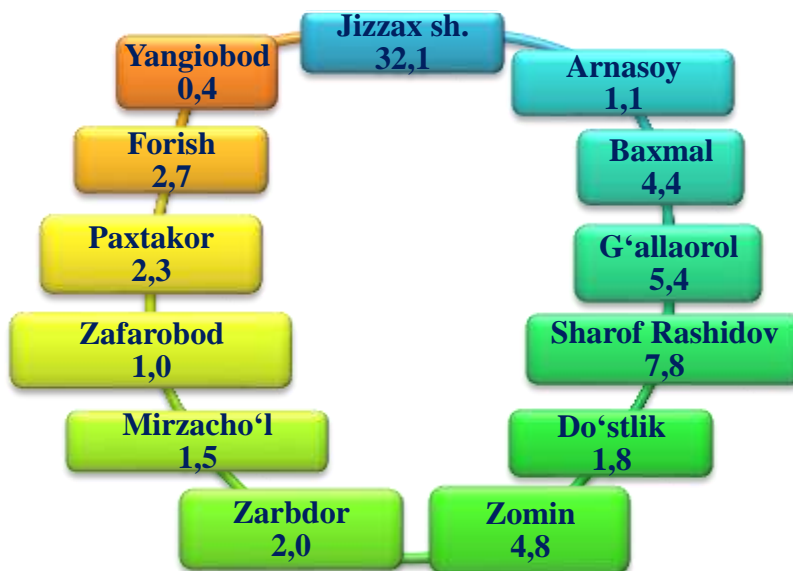 Jizzax sh.
32,1
Arnasoy
1,1
Baxmal
4,4
G‘allaorol
5,4
Sharof Rashidov
7,8
Do‘stlik
1,8
Zomin
4,8
Zarbdor
2,0
Mirzacho‘l
1,5
Zafarobod
1,0
Paxtakor
2,3
Forish
2,7
Yangiobod
0,4